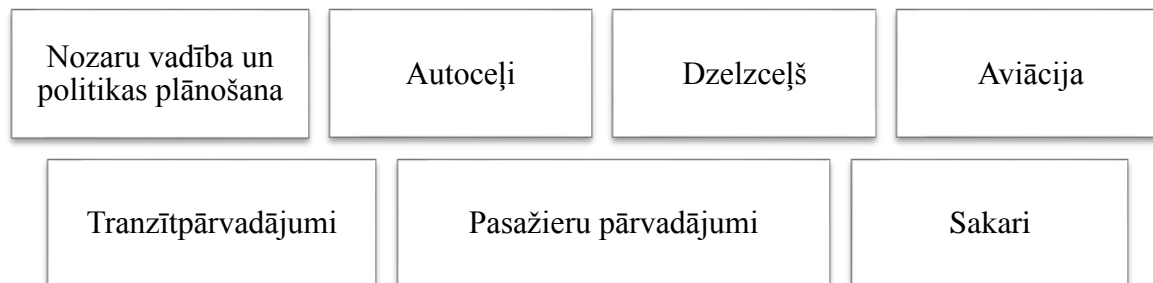 Nozaru vadība un
politikas plānošana
Autoceļi
Dzelzceļš
Aviācija
Tranzītpārvadājumi
Pasažieru pārvadājumi
Sakari